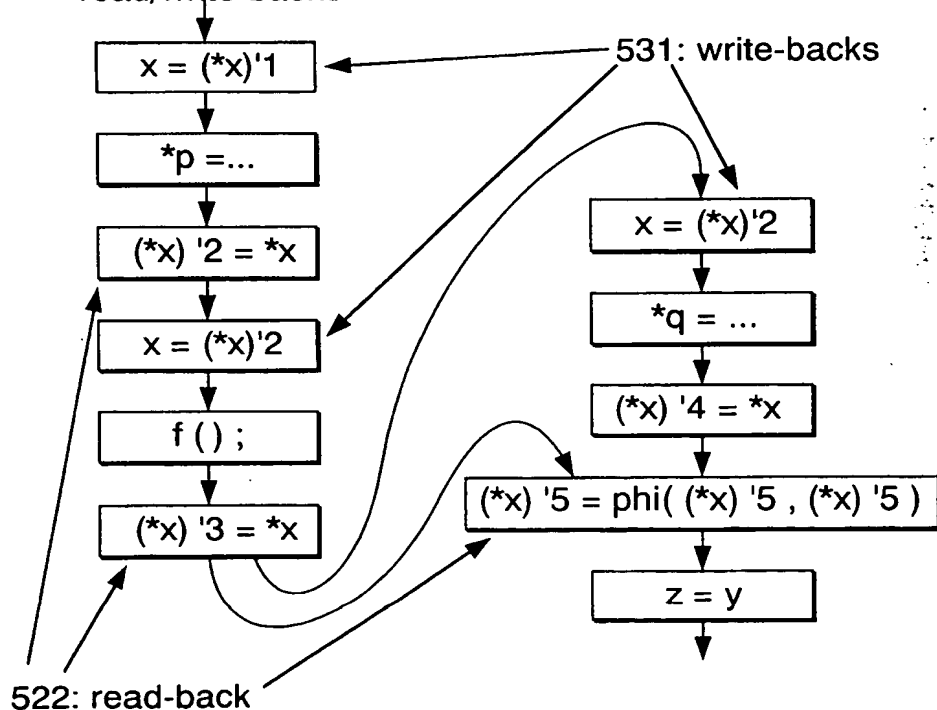 x = (*x)'1
531: write-backs
*p =...
(*x) '2 = *x
x = (*x)'2
f () ;
(*x) '3 = *x
x = (*x)'2
*q = ...
(*x) '4 = *x
(*x) '5 = phi( (*x) '5 , (*x) '5 )
z = y
522: read-back